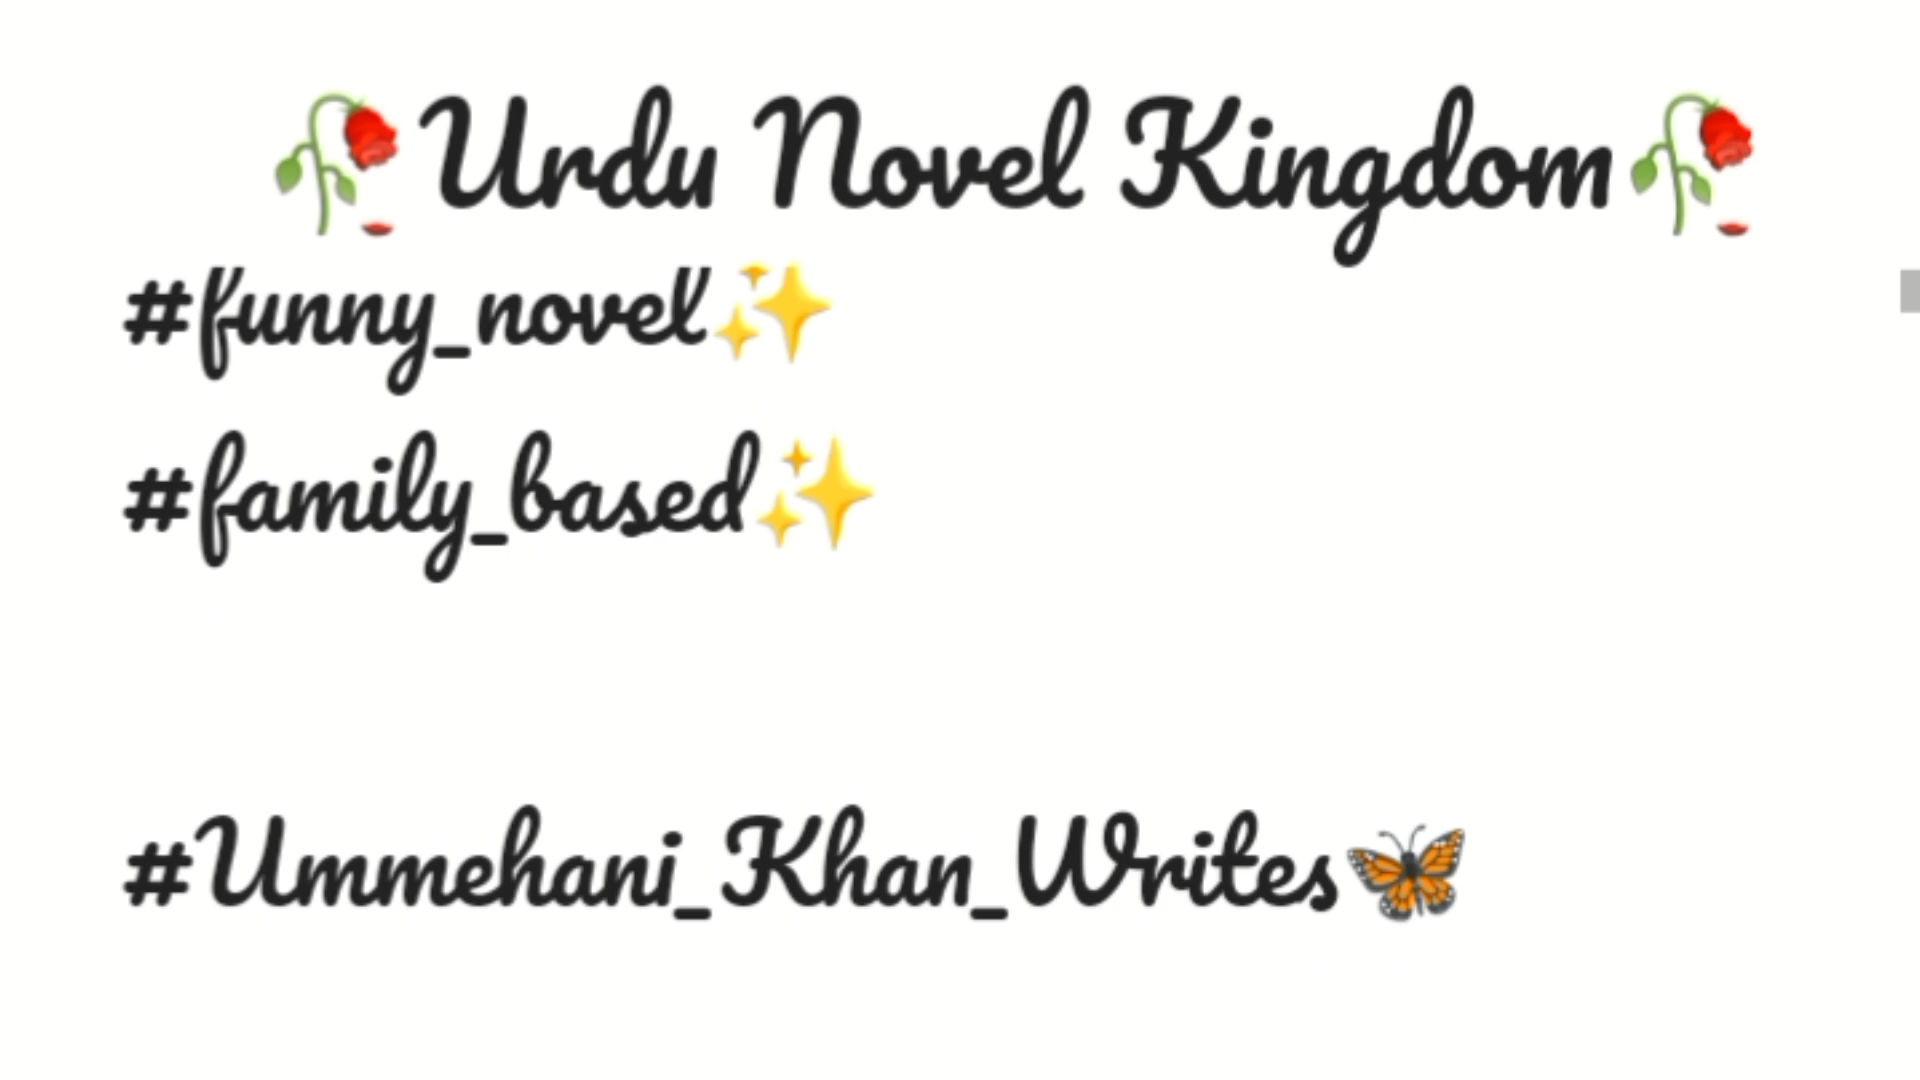 🥀Urdu Novel Kingdom🥀
#funny_novel✨
#family_based✨
#Ummehani_Khan_Writes🦋